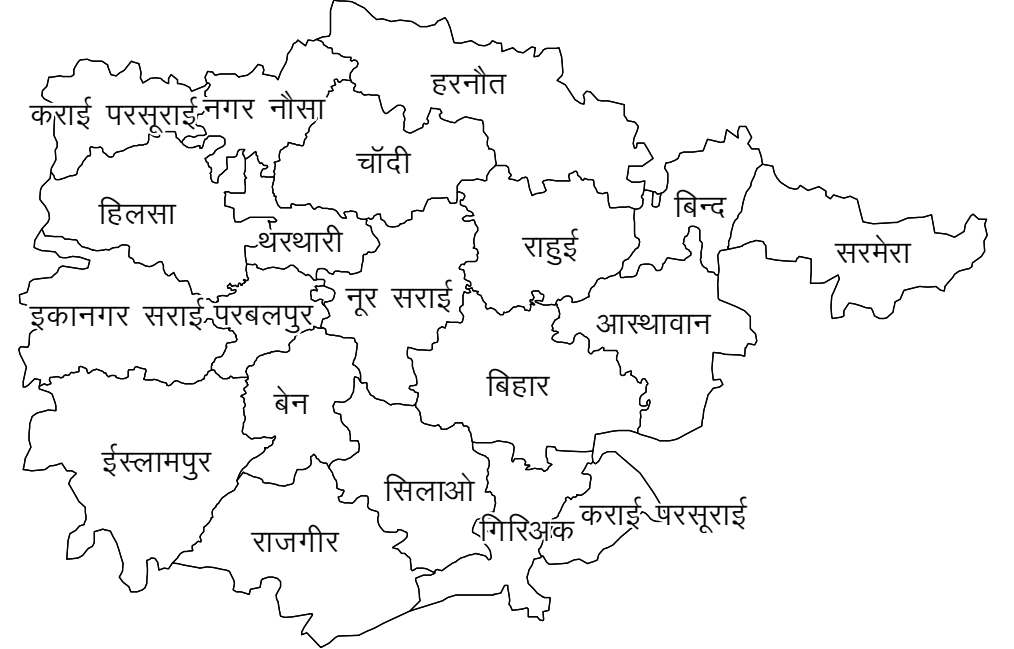 हरनौत
कराई परसूराई
नगर नौसा
चॉदी
हिलसा
बिन्द
थरथारी
राहुई
सरमेरा
इकानगर सराई
परबलपुर
नूर सराई
आस्थावान
बेन
बिहार
ईस्लामपुर
सिलाओ
राजगीर
गिरिअक
कराई परसूराई